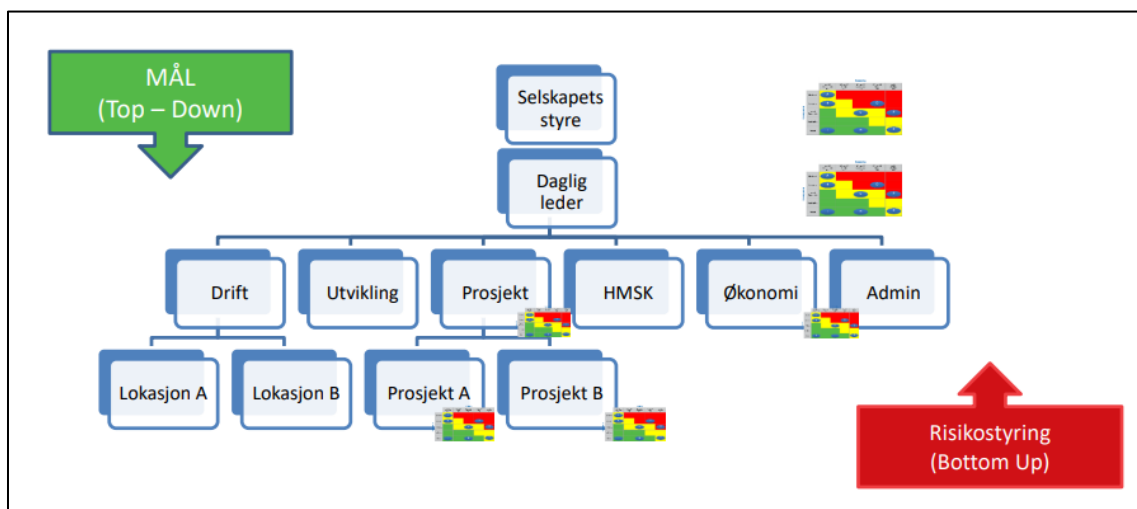 MÅL
(Top – Down)
Selskapets
styre
Daglig
leder
Drift
Utvikling
Prosjekt
HMSK
Økonomi
Admin
Lokasjon A
Lokasjon B
Prosjekt A
Prosjekt B
Risikostyring
(Bottom Up)